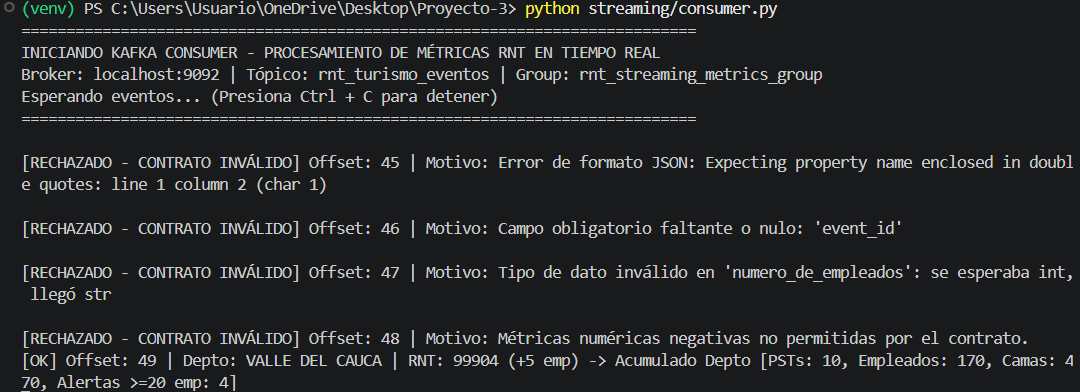 (venv) PS C:\Users\Usuario\OneDrive\Desktop\Proyecto-3> python streaming/consumer.py
===========================================================================
INICIANDO KAFKA CONSUMER - PROCESAMIENTO DE MÉTRICAS RNT EN TIEMPO REAL
Broker: localhost:9092 | Tópico: rnt_turismo_eventos | Group: rnt_streaming_metrics_group
Esperando eventos... (Presiona Ctrl + C para detener)
===========================================================================
[RECHAZADO - CONTRATO INVÁLIDO] Offset: 45 | Motivo: Error de formato JSON: Expecting property name enclosed in doubl
e quotes: line 1 column 2 (char 1)
[RECHAZADO - CONTRATO INVÁLIDO] Offset: 46 | Motivo: Campo obligatorio faltante o nulo: 'event_id'
[RECHAZADO - CONTRATO INVÁLIDO] Offset: 47 | Motivo: Tipo de dato inválido en 'numero_de_empleados': se esperaba int,
 llegó str
[RECHAZADO - CONTRATO INVÁLIDO] Offset: 48 | Motivo: Métricas numéricas negativas no permitidas por el contrato.
[OK] Offset: 49 | Depto: VALLE DEL CAUCA | RNT: 99904 (+5 emp) -> Acumulado Depto [PSTs: 10, Empleados: 170, Camas: 4
70, Alertas >=20 emp: 4]